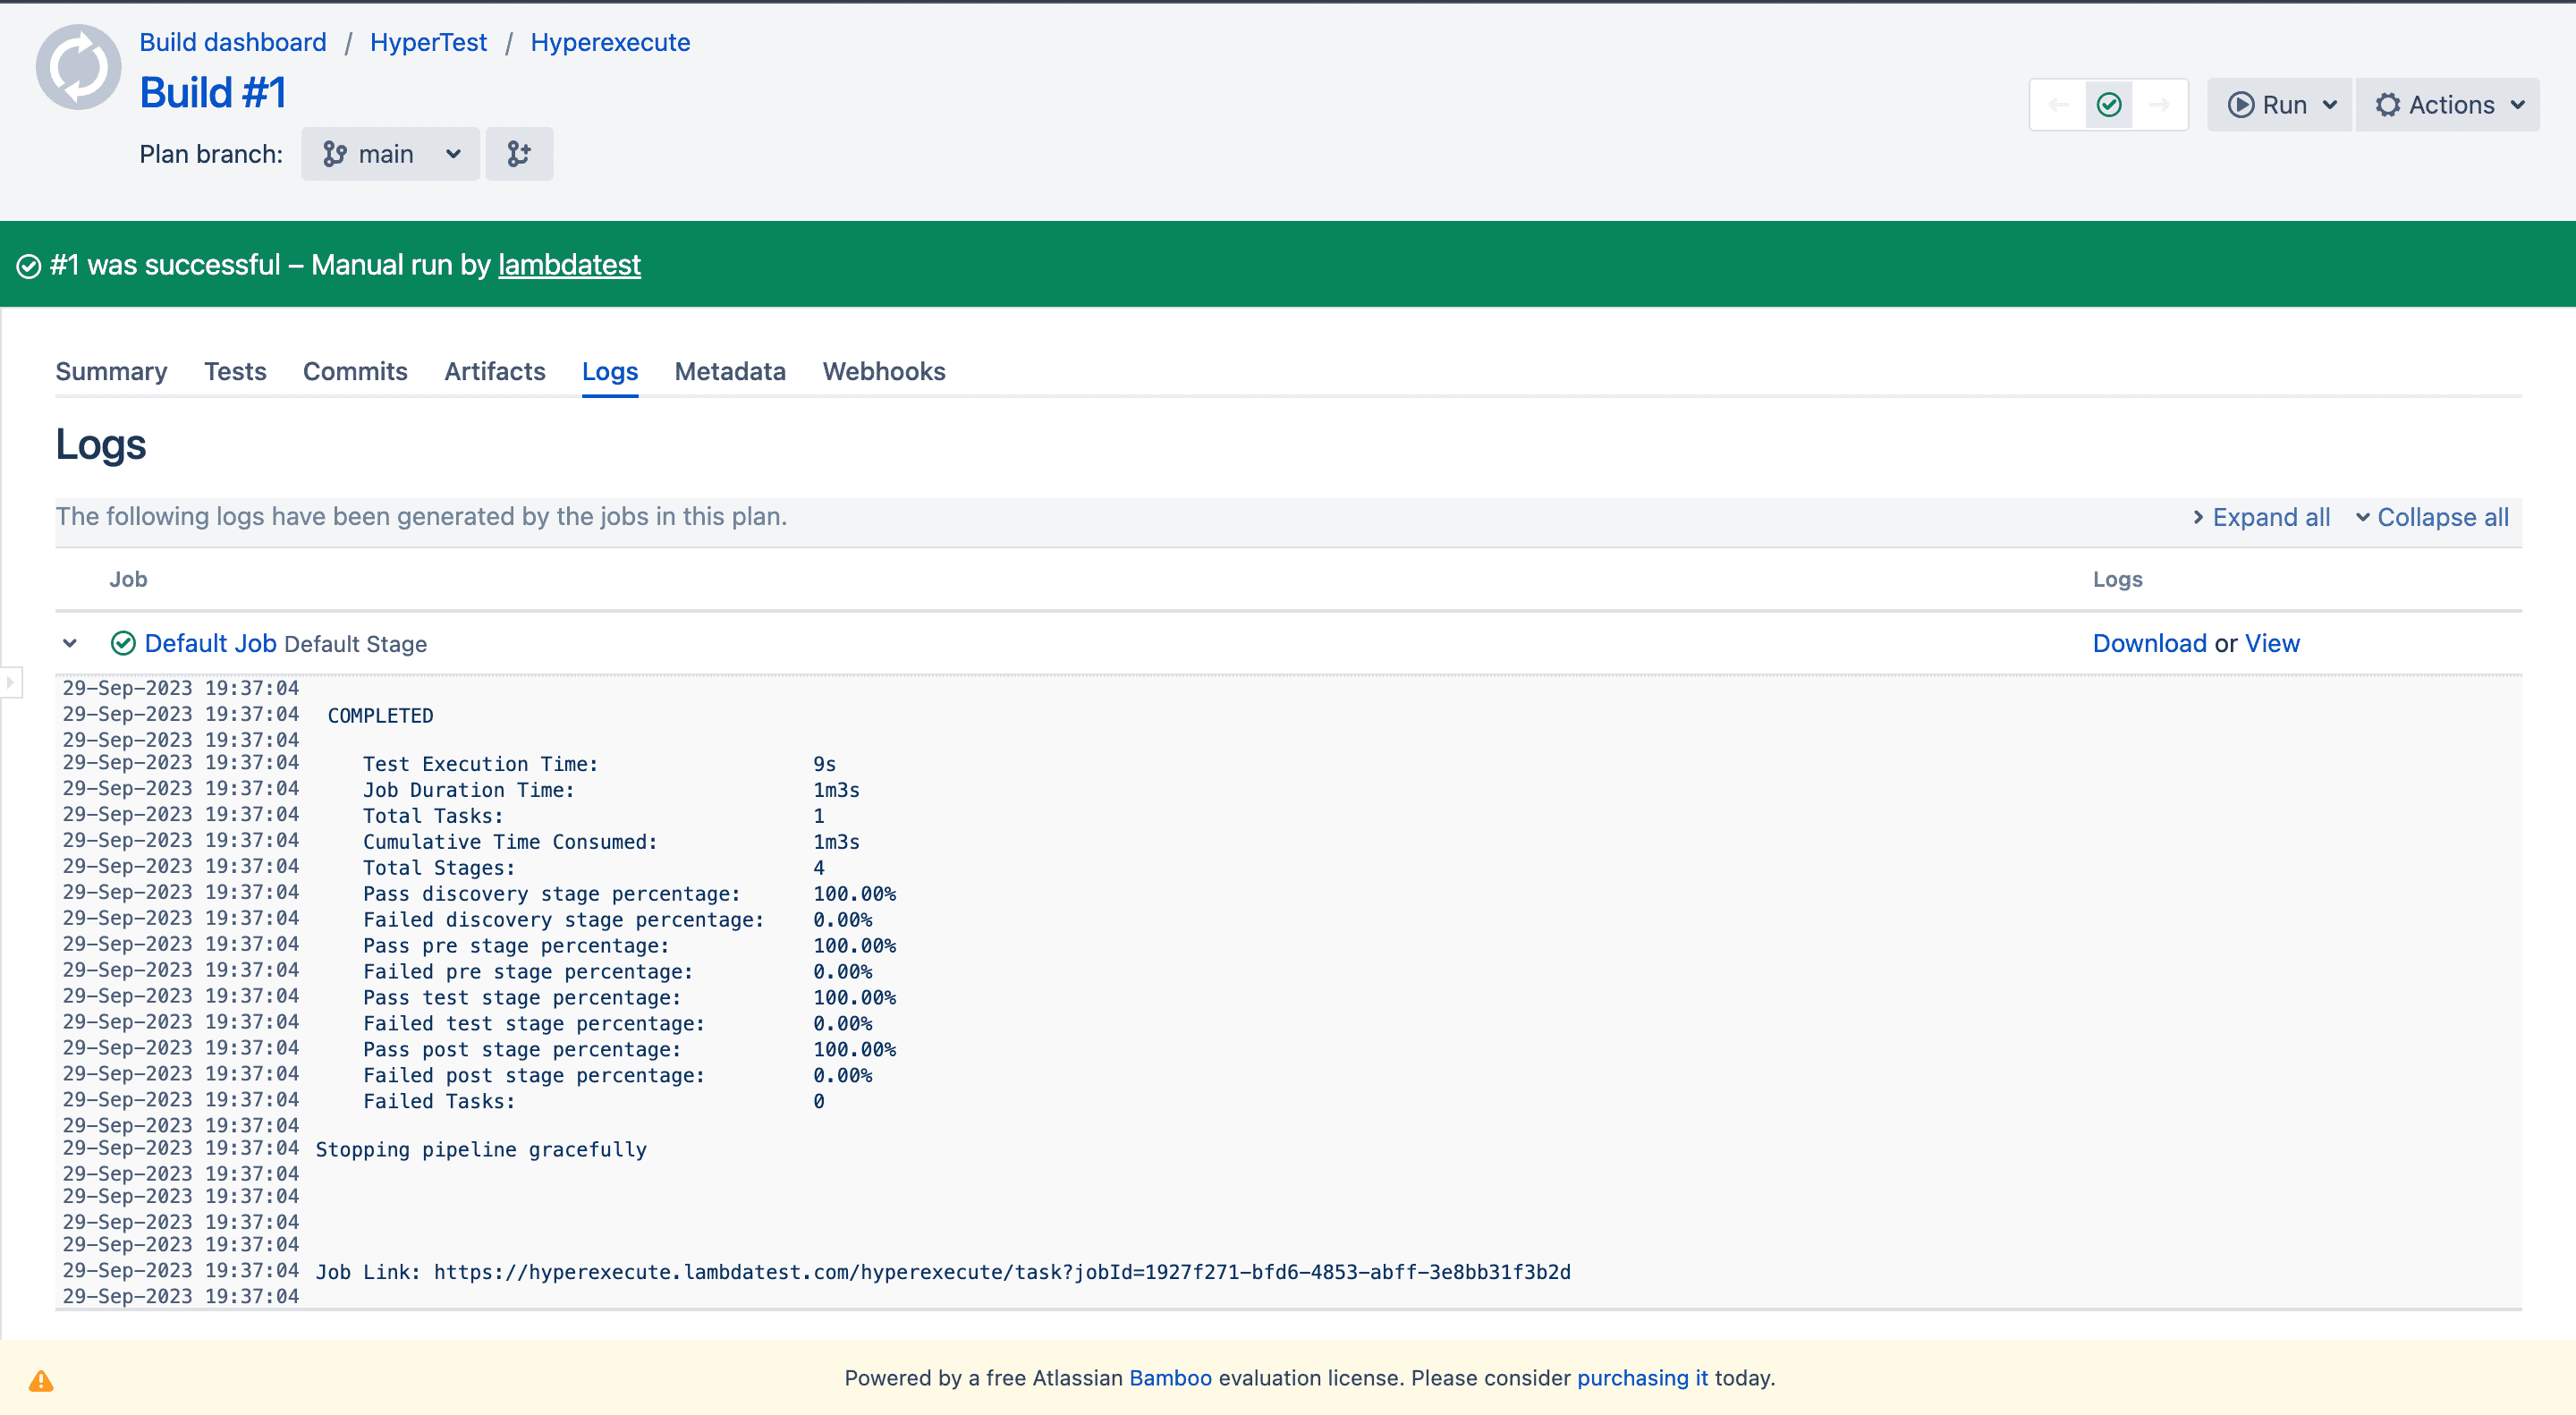 Build dashboard / HyperTest / Hyperexecute
Build #1
Run
Actions
Plan branch: main
#1 was successful – Manual run by lambdatest
Summary Tests Commits Artifacts Logs Metadata Webhooks
Logs
The following logs have been generated by the jobs in this plan.
Expand all Collapse all
Job Logs
Default Job Default Stage Download or View
29-Sep-2023 19:37:04
29-Sep-2023 19:37:04 COMPLETED
29-Sep-2023 19:37:04
29-Sep-2023 19:37:04 Test Execution Time: 9s
29-Sep-2023 19:37:04 Job Duration Time: 1m3s
29-Sep-2023 19:37:04 Total Tasks: 1
29-Sep-2023 19:37:04 Cumulative Time Consumed: 1m3s
29-Sep-2023 19:37:04 Total Stages: 4
29-Sep-2023 19:37:04 Pass discovery stage percentage: 100.00%
29-Sep-2023 19:37:04 Failed discovery stage percentage: 0.00%
29-Sep-2023 19:37:04 Pass pre stage percentage: 100.00%
29-Sep-2023 19:37:04 Failed pre stage percentage: 0.00%
29-Sep-2023 19:37:04 Pass test stage percentage: 100.00%
29-Sep-2023 19:37:04 Failed test stage percentage: 0.00%
29-Sep-2023 19:37:04 Pass post stage percentage: 100.00%
29-Sep-2023 19:37:04 Failed post stage percentage: 0.00%
29-Sep-2023 19:37:04 Failed Tasks: 0
29-Sep-2023 19:37:04
29-Sep-2023 19:37:04 Stopping pipeline gracefully
29-Sep-2023 19:37:04
29-Sep-2023 19:37:04
29-Sep-2023 19:37:04
29-Sep-2023 19:37:04
29-Sep-2023 19:37:04 Job Link: https://hyperexecute.lambdatest.com/hyperexecute/task?jobId=1927f271-bfd6-4853-abff-3e8bb31f3b2d
29-Sep-2023 19:37:04
Powered by a free Atlassian Bamboo evaluation license. Please consider purchasing it today.